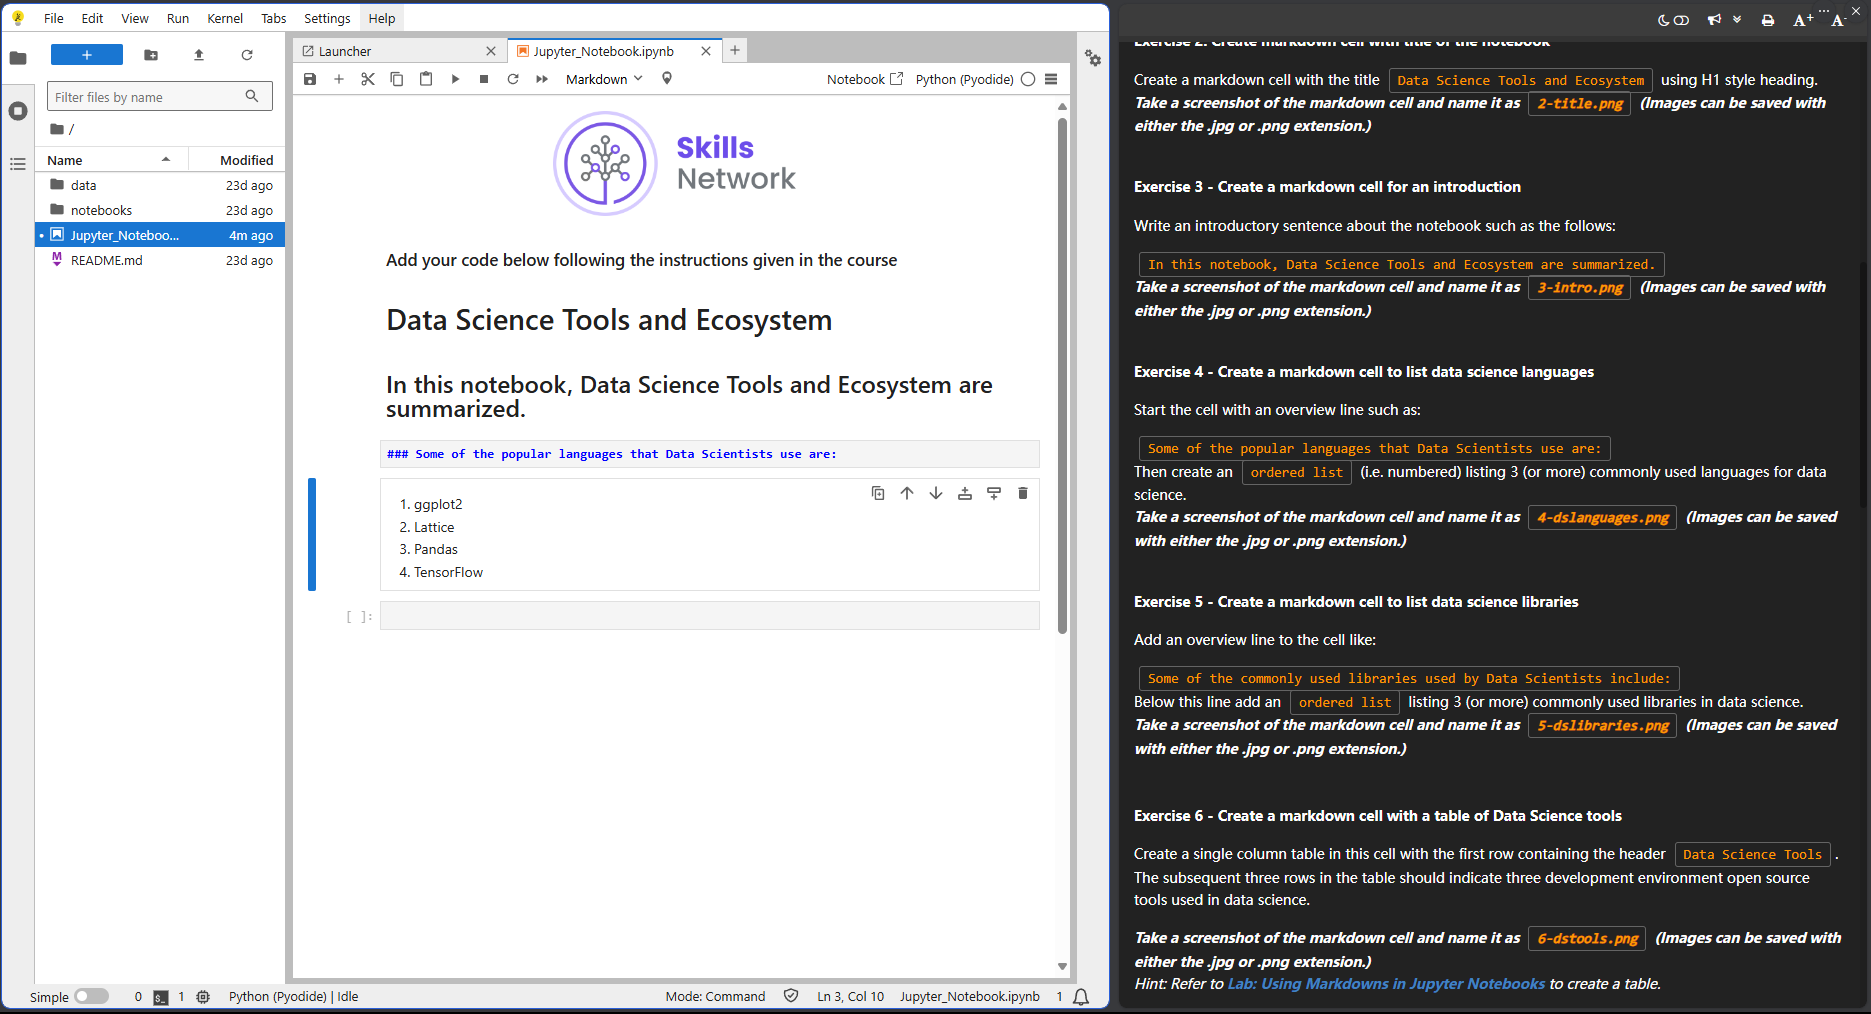 File Edit View Run Kernel Tabs Settings Help
+
Filter files by name
/
Name Modified
data 23d ago
notebooks 23d ago
Jupyter_Noteboo... 4m ago
README.md 23d ago
Launcher
Jupyter_Notebook.ipynb
Markdown
Notebook
Python (Pyodide)
Skills
Network
Add your code below following the instructions given in the course
Data Science Tools and Ecosystem
In this notebook, Data Science Tools and Ecosystem are
summarized.
### Some of the popular languages that Data Scientists use are:
1. ggplot2
2. Lattice
3. Pandas
4. TensorFlow
[ ]:
Simple 0 1 Python (Pyodide) | Idle Mode: Command Ln 3, Col 10 Jupyter_Notebook.ipynb 1
A+ A-
Exercise 2: Create markdown cell with title of the notebook
Create a markdown cell with the title Data Science Tools and Ecosystem using H1 style heading.
Take a screenshot of the markdown cell and name it as 2-title.png (Images can be saved with
either the .jpg or .png extension.)
Exercise 3 - Create a markdown cell for an introduction
Write an introductory sentence about the notebook such as the follows:
In this notebook, Data Science Tools and Ecosystem are summarized.
Take a screenshot of the markdown cell and name it as 3-intro.png (Images can be saved with
either the .jpg or .png extension.)
Exercise 4 - Create a markdown cell to list data science languages
Start the cell with an overview line such as:
Some of the popular languages that Data Scientists use are:
Then create an ordered list (i.e. numbered) listing 3 (or more) commonly used languages for data
science.
Take a screenshot of the markdown cell and name it as 4-dslanguages.png (Images can be saved
with either the .jpg or .png extension.)
Exercise 5 - Create a markdown cell to list data science libraries
Add an overview line to the cell like:
Some of the commonly used libraries used by Data Scientists include:
Below this line add an ordered list listing 3 (or more) commonly used libraries in data science.
Take a screenshot of the markdown cell and name it as 5-dslibraries.png (Images can be saved
with either the .jpg or .png extension.)
Exercise 6 - Create a markdown cell with a table of Data Science tools
Create a single column table in this cell with the first row containing the header Data Science Tools .
The subsequent three rows in the table should indicate three development environment open source
tools used in data science.
Take a screenshot of the markdown cell and name it as 6-dstools.png (Images can be saved with
either the .jpg or .png extension.)
Hint: Refer to Lab: Using Markdowns in Jupyter Notebooks to create a table.